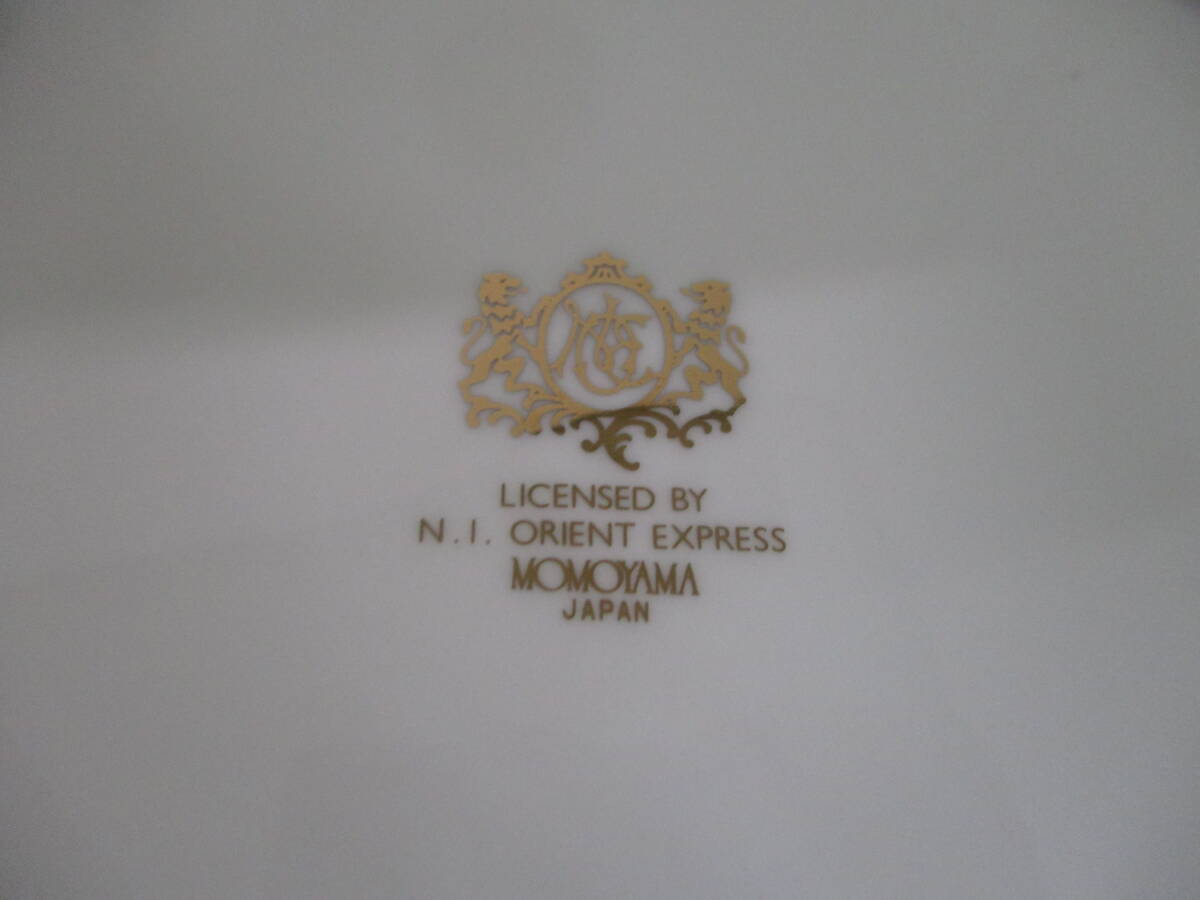 LICENSED BY
N.I. ORIENT EXPRESS
MOMOYAMA
JAPAN